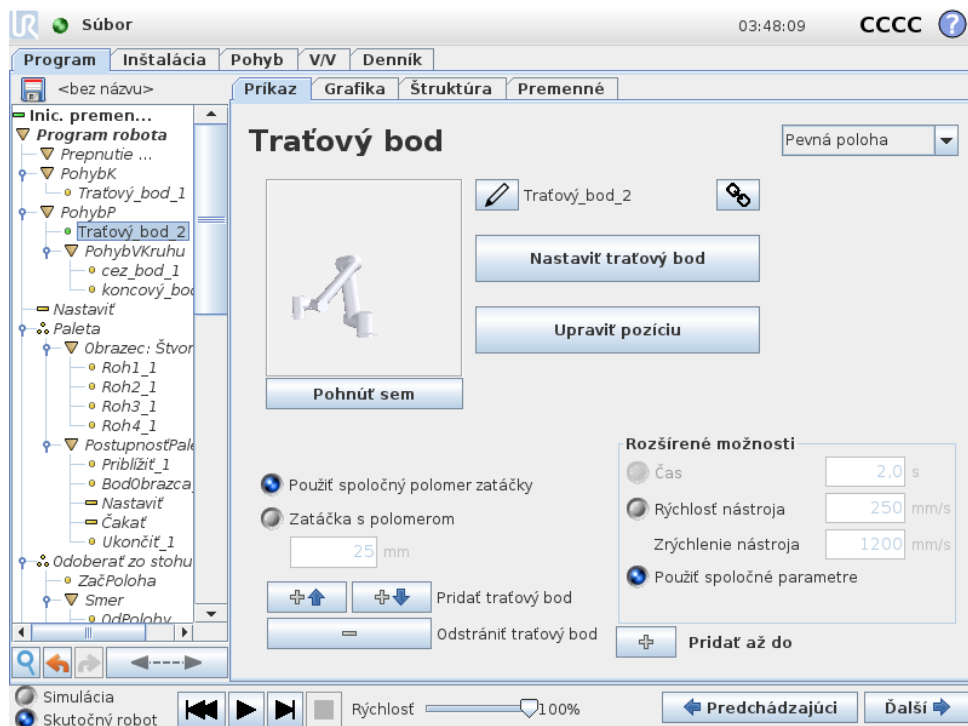 UR Súbor 03:48:09 CCCC ?
Program Inštalácia Pohyb V/V Denník
<bez názvu>
Príkaz Grafika Štruktúra Premenné
Inic. premen...
Program robota
Prepnutie ...
PohybK
Traťový_bod_1
PohybP
Traťový_bod_2
PohybVKruhu
cez_bod_1
koncový_bod
Nastaviť
Paleta
Obrazec: Štvor
Roh1_1
Roh2_1
Roh3_1
Roh4_1
PostupnosťPale
Priblížiť_1
BodObrazca_
Nastaviť
Čakať
Ukončiť_1
Odoberať zo stohu
ZačPoloha
Smer
OdPolohy
Traťový bod
Pevná poloha
Traťový_bod_2
Nastaviť traťový bod
Upraviť pozíciu
Pohnúť sem
Použiť spoločný polomer zatáčky
Zatáčka s polomerom
25 mm
Pridať traťový bod
Odstrániť traťový bod
Rozšírené možnosti
Čas 2,0 s
Rýchlosť nástroja 250 mm/s
Zrýchlenie nástroja 1200 mm/s
Použiť spoločné parametre
Pridať až do
Simulácia
Skutočný robot
Rýchlosť 100%
Predchádzajúci
Ďalší